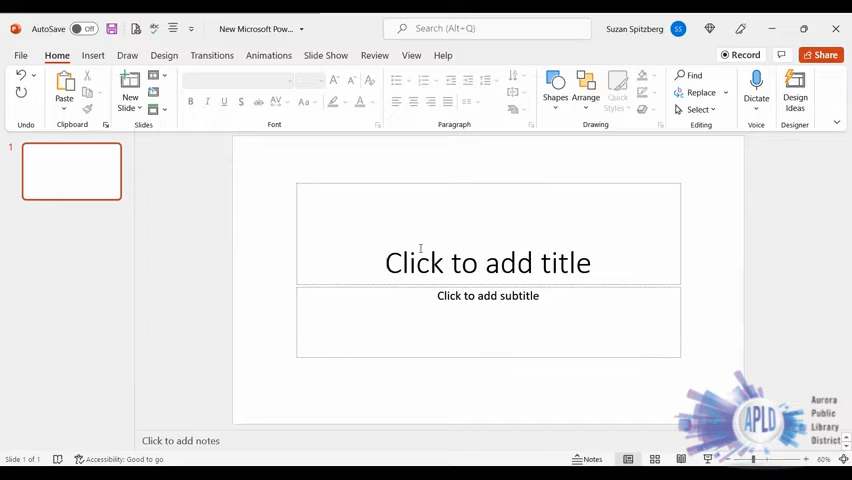 AutoSave Off New Microsoft Pow... Search (Alt+Q) Suzan Spitzberg SS
File Home Insert Draw Design Transitions Animations Slide Show Review View Help Record Share
Paste New Slide B I U S ab AV Aa A Shapes Arrange Quick Styles Find Replace Select Dictate Design Ideas
Undo Clipboard Slides Font Paragraph Drawing Editing Voice Designer
1
Click to add title
Click to add subtitle
APLD
Aurora
Public
Library
District
Click to add notes
Slide 1 of 1 Accessibility: Good to go Notes 60%